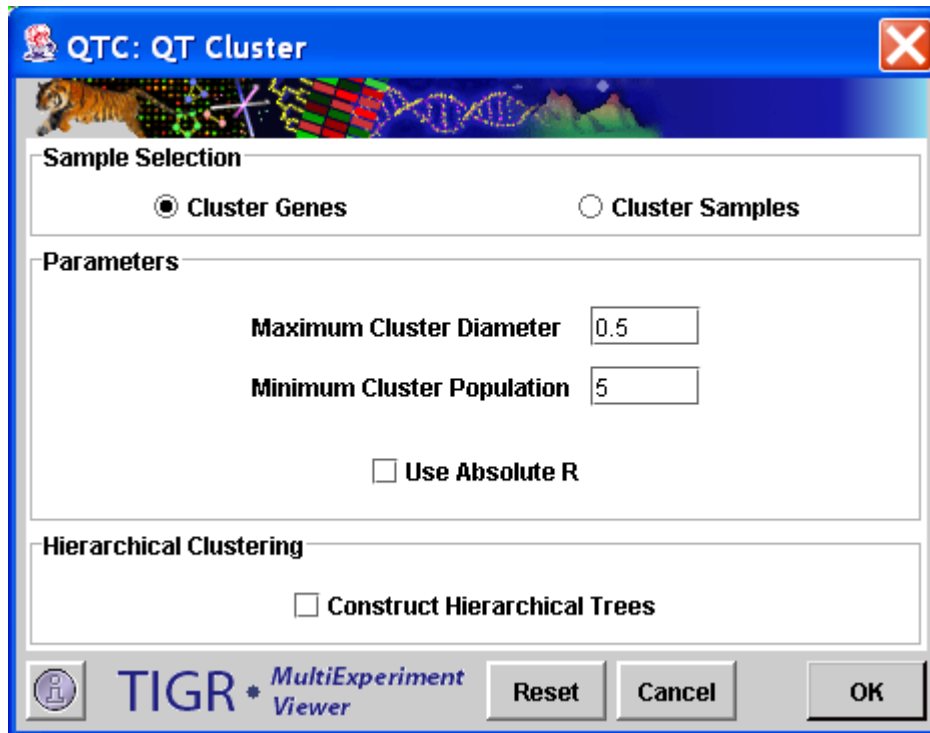 QTC: QT Cluster
Sample Selection
Cluster Genes Cluster Samples
Parameters
Maximum Cluster Diameter 0.5
Minimum Cluster Population 5
Use Absolute R
Hierarchical Clustering
Construct Hierarchical Trees
TIGR • MultiExperiment Viewer Reset Cancel OK